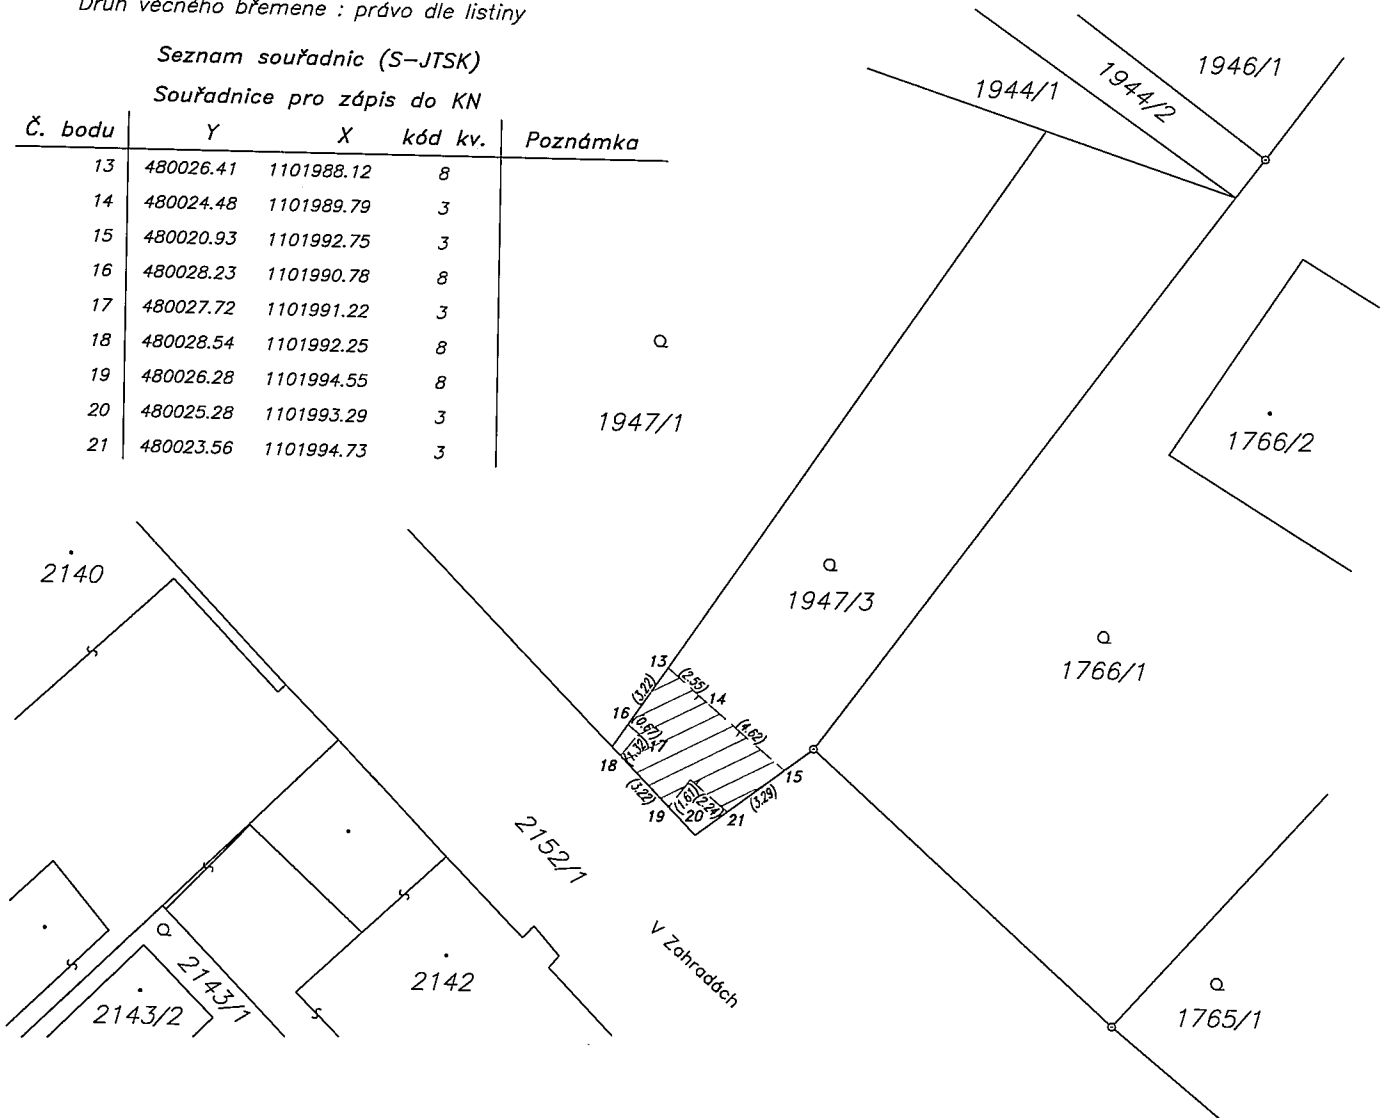 Druh věcného břemene : právo dle listiny
Seznam souřadnic (S-JTSK)
Souřadnice pro zápis do KN
Č. bodu Y X kód kv. Poznámka
13 480026.41 1101988.12 8
14 480024.48 1101989.79 3
15 480020.93 1101992.75 3
16 480028.23 1101990.78 8
17 480027.72 1101991.22 3
18 480028.54 1101992.25 8
19 480026.28 1101994.55 8
20 480025.28 1101993.29 3
21 480023.56 1101994.73 3
1944/1
1944/2
1946/1
1947/1
1766/2
2140
1947/3
1766/1
13
(2.55)
14
(3.22)
16
(0.67)
17
(4.62)
(1.32)
18
15
(3.22)
19
(1.61)
(2.24)
20
21
(3.29)
2152/1
V Zahradách
2142
2143/1
2143/2
1765/1